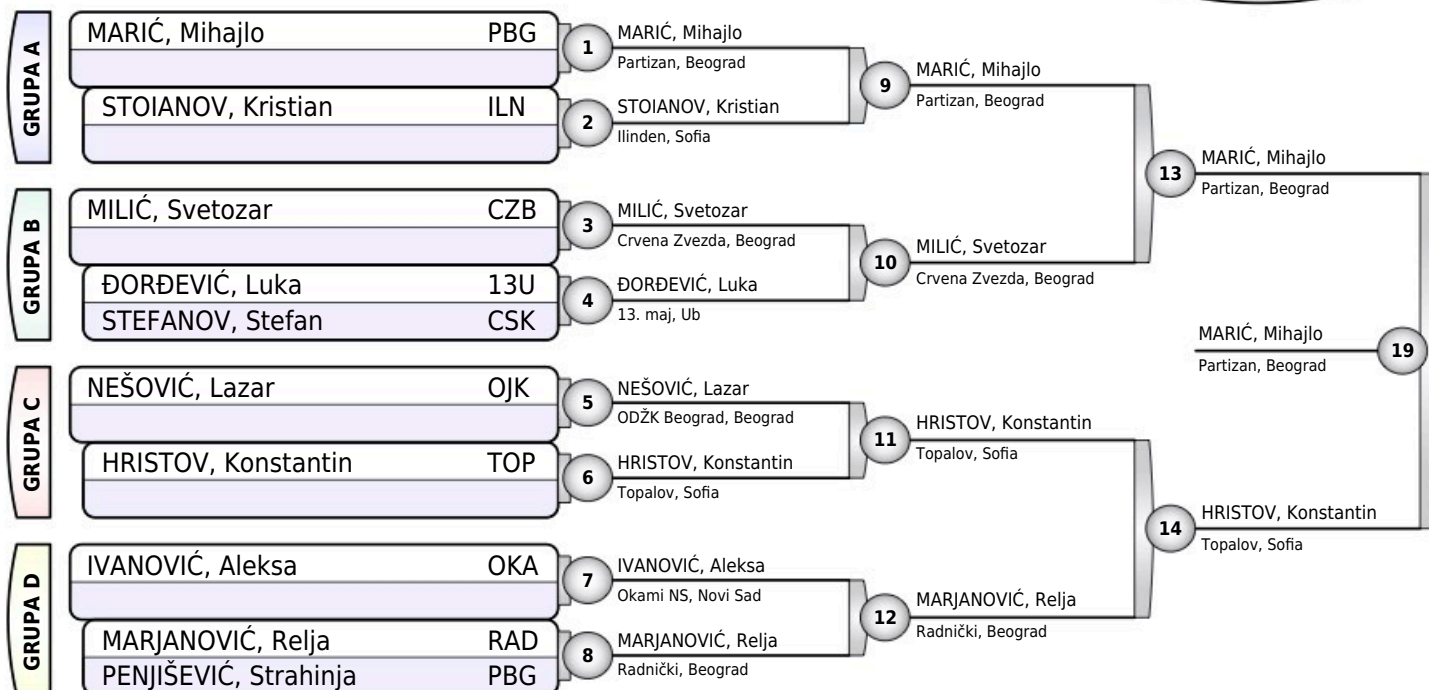 GRUPA A
MARIĆ, Mihajlo PBG
STOIANOV, Kristian ILN
1
MARIĆ, Mihajlo
Partizan, Beograd
2
STOIANOV, Kristian
Ilinden, Sofia
9
MARIĆ, Mihajlo
Partizan, Beograd
GRUPA B
MILIĆ, Svetozar CZB
ĐORĐEVIĆ, Luka 13U
STEFANOV, Stefan CSK
3
MILIĆ, Svetozar
Crvena Zvezda, Beograd
4
ĐORĐEVIĆ, Luka
13. maj, Ub
10
MILIĆ, Svetozar
Crvena Zvezda, Beograd
13
MARIĆ, Mihajlo
Partizan, Beograd
GRUPA C
NEŠOVIĆ, Lazar OJK
HRISTOV, Konstantin TOP
5
NEŠOVIĆ, Lazar
ODŽK Beograd, Beograd
6
HRISTOV, Konstantin
Topalov, Sofia
11
HRISTOV, Konstantin
Topalov, Sofia
GRUPA D
IVANOVIĆ, Aleksa OKA
MARJANOVIĆ, Relja RAD
PENJIŠEVIĆ, Strahinja PBG
7
IVANOVIĆ, Aleksa
Okami NS, Novi Sad
8
MARJANOVIĆ, Relja
Radnički, Beograd
12
MARJANOVIĆ, Relja
Radnički, Beograd
14
HRISTOV, Konstantin
Topalov, Sofia
MARIĆ, Mihajlo
Partizan, Beograd
19